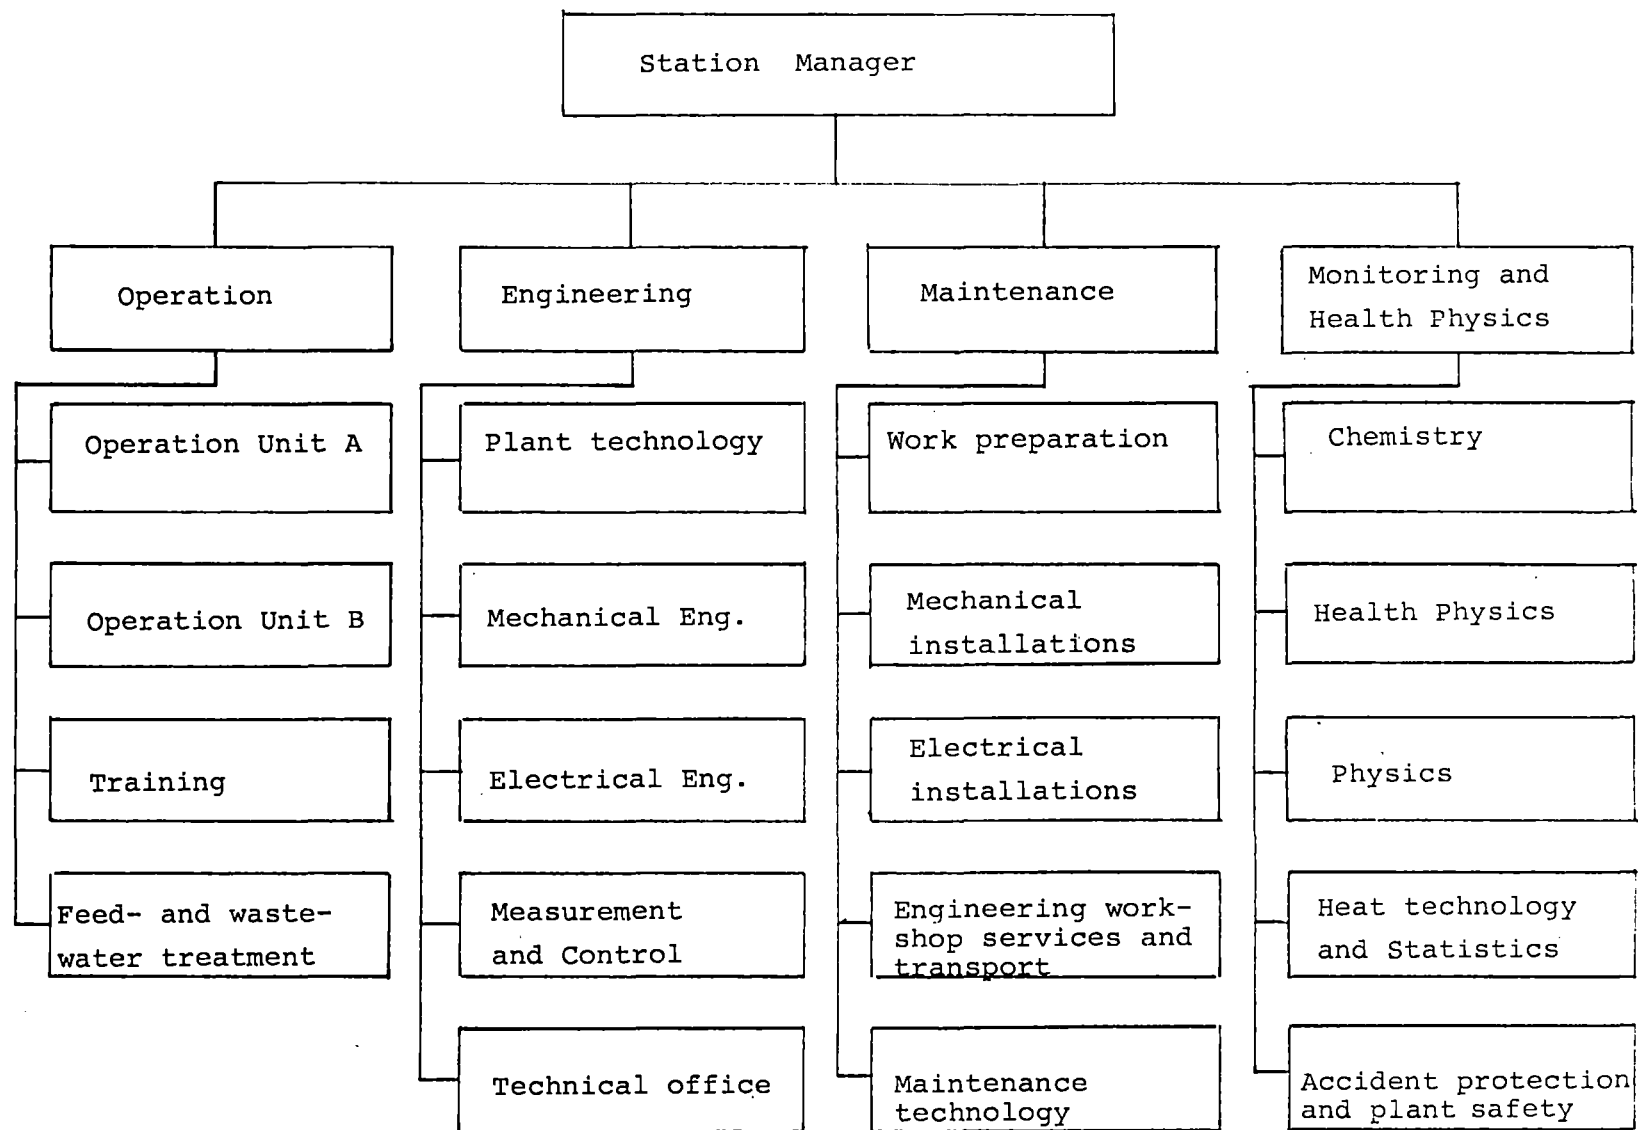 Station Manager
Operation
Engineering
Maintenance
Monitoring and
Health Physics
Operation Unit A
Operation Unit B
Training
Feed- and waste-
water treatment
Plant technology
Mechanical Eng.
Electrical Eng.
Measurement
and Control
Technical office
Work preparation
Mechanical
installations
Electrical
installations
Engineering work-
shop services and
transport
Maintenance
technology
Chemistry
Health Physics
Physics
Heat technology
and Statistics
Accident protection
and plant safety